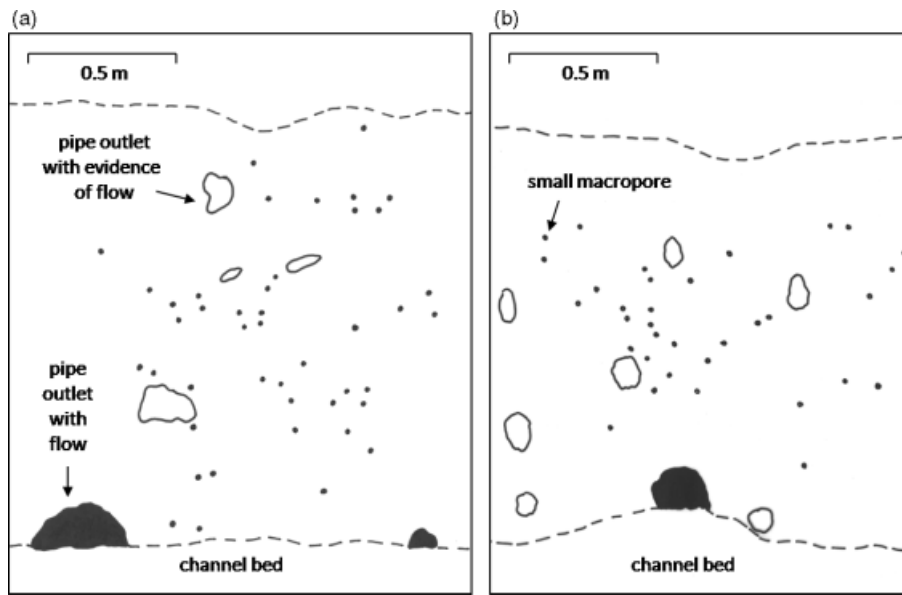 (a)
0.5 m
pipe outlet
with evidence
of flow
pipe
outlet
with
flow
channel bed
(b)
0.5 m
small macropore
channel bed